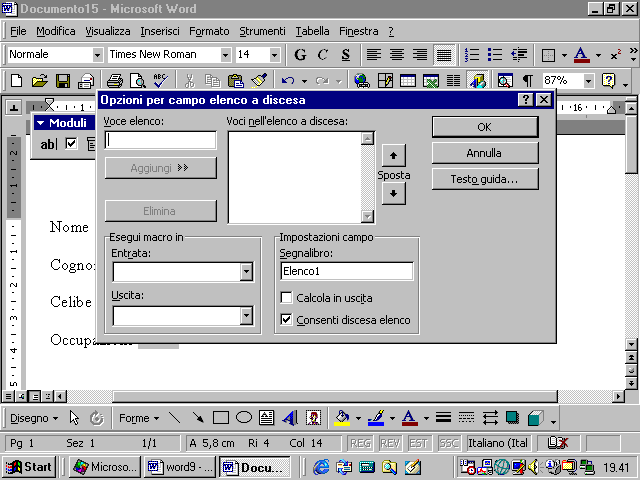 Documento15 - Microsoft Word
File Modifica Visualizza Inserisci Formato Strumenti Tabella Finestra ?
Normale Times New Roman 14 G C S
87%
Opzioni per campo elenco a discesa
Moduli
ab|
Voce elenco:
Voci nell'elenco a discesa:
OK
Aggiungi
Annulla
Sposta
Testo guida...
Elimina
Esegui macro in
Entrata:
Uscita:
Impostazioni campo
Segnalibro:
Elenco1
Calcola in uscita
Consenti discesa elenco
Nome
Celibe
Disegno Forme
Pg 1 Sez 1 1/1 A 5,8 cm Ri 4 Col 14 REG REV EST SSC Italiano (Ital
Start Microso... word9 - ... Docu... 19.41